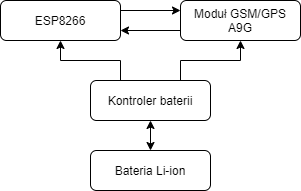 ESP8266
Moduł GSM/GPS
A9G
Kontroler baterii
Bateria Li-ion